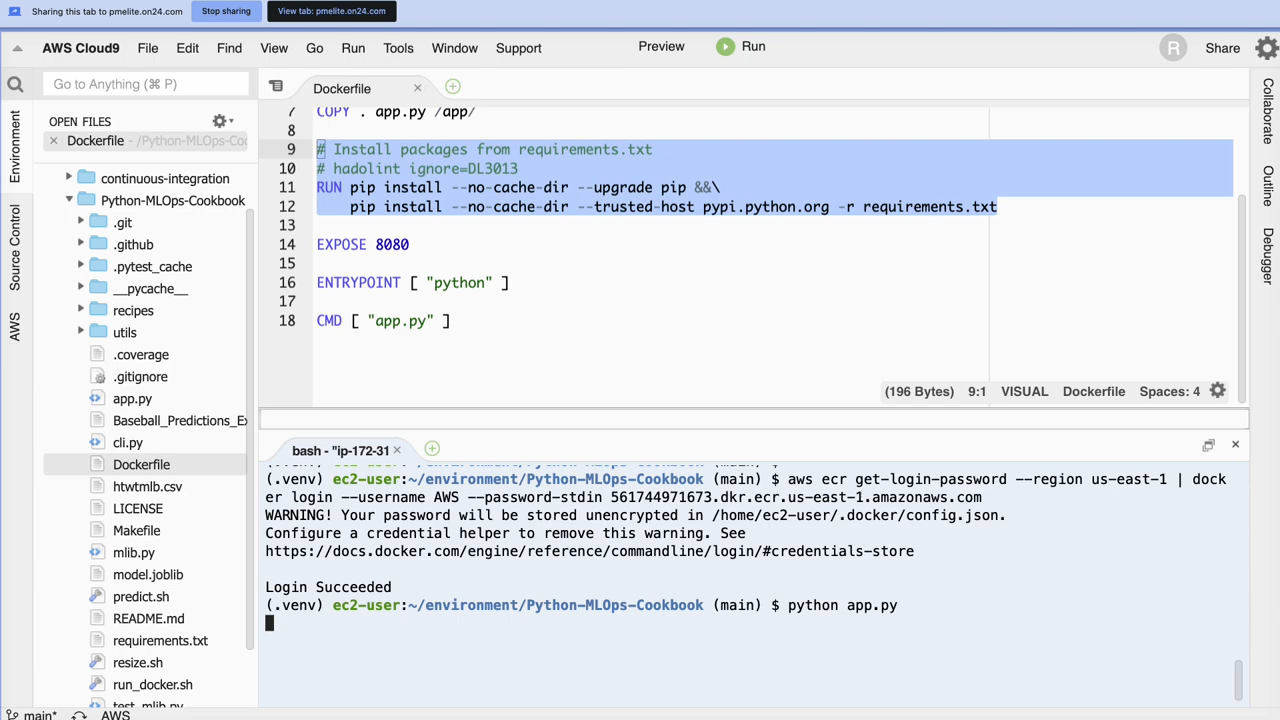 Sharing this tab to pmelite.on24.com Stop sharing View tab: pmelite.on24.com
AWS Cloud9 File Edit Find View Go Run Tools Window Support Preview Run R Share
Go to Anything (⌘ P)
Dockerfile
OPEN FILES
Dockerfile - /Python-MLOps-Coo
continuous-integration
Python-MLOps-Cookbook
.git
.github
.pytest_cache
__pycache__
recipes
utils
.coverage
.gitignore
app.py
Baseball_Predictions_Ex
cli.py
Dockerfile
htwtmlb.csv
LICENSE
Makefile
mlib.py
model.joblib
predict.sh
README.md
requirements.txt
resize.sh
run_docker.sh
test_mlib.py
Environment
Source Control
AWS
7 COPY . app.py /app/
8
9 # Install packages from requirements.txt
10 # hadolint ignore=DL3013
11 RUN pip install --no-cache-dir --upgrade pip &&\
12 pip install --no-cache-dir --trusted-host pypi.python.org -r requirements.txt
13
14 EXPOSE 8080
15
16 ENTRYPOINT [ "python" ]
17
18 CMD [ "app.py" ]
(196 Bytes) 9:1 VISUAL Dockerfile Spaces: 4
Collaborate
Outline
Debugger
bash - "ip-172-31
(.venv) ec2-user:~/environment/Python-MLOps-Cookbook (main) $
(.venv) ec2-user:~/environment/Python-MLOps-Cookbook (main) $ aws ecr get-login-password --region us-east-1 | dock
er login --username AWS --password-stdin 561744971673.dkr.ecr.us-east-1.amazonaws.com
WARNING! Your password will be stored unencrypted in /home/ec2-user/.docker/config.json.
Configure a credential helper to remove this warning. See
https://docs.docker.com/engine/reference/commandline/login/#credentials-store
Login Succeeded
(.venv) ec2-user:~/environment/Python-MLOps-Cookbook (main) $ python app.py
main* AWS